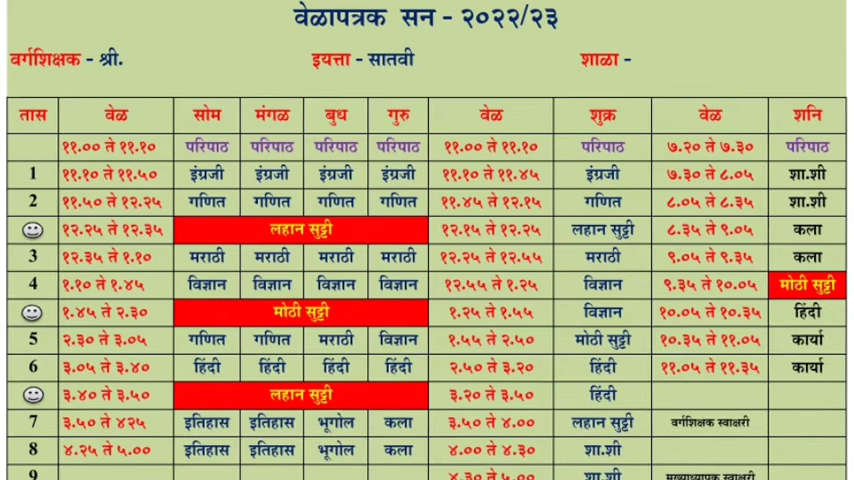 वेळापत्रक सन - २०२२/२३
वर्गशिक्षक - श्री. इयत्ता - सातवी शाळा -
तास वेळ सोम मंगळ बुध गुरु वेळ शुक्र वेळ शनि
११.०० ते ११.१० परिपाठ परिपाठ परिपाठ परिपाठ ११.०० ते ११.१० परिपाठ ७.२० ते ७.३० परिपाठ
1 ११.१० ते ११.५० इंग्रजी इंग्रजी इंग्रजी इंग्रजी ११.१० ते ११.४५ इंग्रजी ७.३० ते ८.०५ शा.शी
2 ११.५० ते १२.२५ गणित गणित गणित गणित ११.४५ ते १२.१५ गणित ८.०५ ते ८.३५ शा.शी
१२.२५ ते १२.३५ लहान सुट्टी १२.१५ ते १२.२५ लहान सुट्टी ८.३५ ते ९.०५ कला
3 १२.३५ ते १.१० मराठी मराठी मराठी मराठी १२.२५ ते १२.५५ मराठी ९.०५ ते ९.३५ कला
4 १.१० ते १.४५ विज्ञान विज्ञान विज्ञान विज्ञान १२.५५ ते १.२५ विज्ञान ९.३५ ते १०.०५ मोठी सुट्टी
१.४५ ते २.३० मोठी सुट्टी १.२५ ते १.५५ विज्ञान १०.०५ ते १०.३५ हिंदी
5 २.३० ते ३.०५ गणित गणित मराठी विज्ञान १.५५ ते २.५० मोठी सुट्टी १०.३५ ते ११.०५ कार्या
6 ३.०५ ते ३.४० हिंदी हिंदी हिंदी हिंदी २.५० ते ३.२० हिंदी ११.०५ ते ११.३५ कार्या
३.४० ते ३.५० लहान सुट्टी ३.२० ते ३.५० हिंदी
7 ३.५० ते ४२५ इतिहास इतिहास भूगोल कला ३.५० ते ४.०० लहान सुट्टी वर्गशिक्षक स्वाक्षरी
8 ४.२५ ते ५.०० इतिहास इतिहास भूगोल कला ४.०० ते ४.३० शा.शी
9 ४.३० ते ५.०० शा.शी मुख्याध्यापक स्वाक्षरी